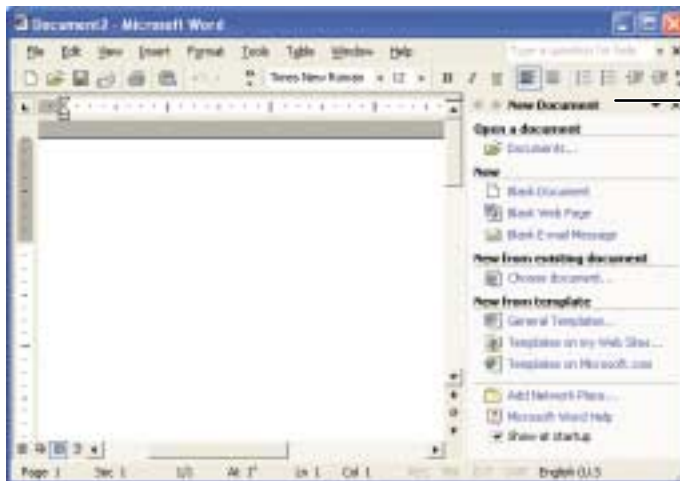 Document2 - Microsoft Word
File Edit View Insert Format Tools Table Window Help
Type a question for help
Times New Roman 12 B I U
New Document
Open a document
Documents...
New
Blank Document
Blank Web Page
Blank E-mail Message
New from existing document
Choose document...
New from template
General Templates...
Templates on my Web Sites...
Templates on Microsoft.com
Add Network Place...
Microsoft Word Help
Show at startup
Page 1 Sec 1 1/1 At 1" Ln 1 Col 1 English (U.S